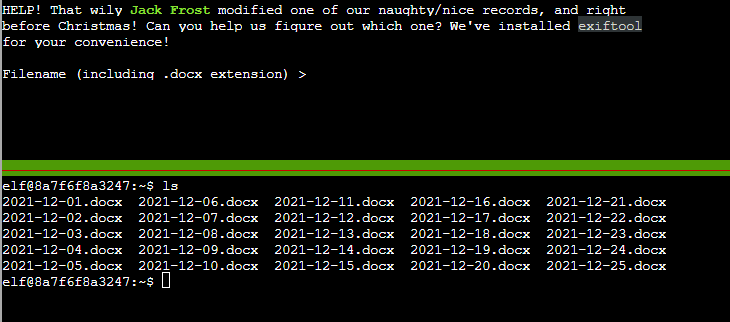 HELP! That wily Jack Frost modified one of our naughty/nice records, and right
before Christmas! Can you help us figure out which one? We've installed exiftool
for your convenience!
Filename (including .docx extension) >
elf@8a7f6f8a3247:~$ ls
2021-12-01.docx  2021-12-06.docx  2021-12-11.docx  2021-12-16.docx  2021-12-21.docx
2021-12-02.docx  2021-12-07.docx  2021-12-12.docx  2021-12-17.docx  2021-12-22.docx
2021-12-03.docx  2021-12-08.docx  2021-12-13.docx  2021-12-18.docx  2021-12-23.docx
2021-12-04.docx  2021-12-09.docx  2021-12-14.docx  2021-12-19.docx  2021-12-24.docx
2021-12-05.docx  2021-12-10.docx  2021-12-15.docx  2021-12-20.docx  2021-12-25.docx
elf@8a7f6f8a3247:~$